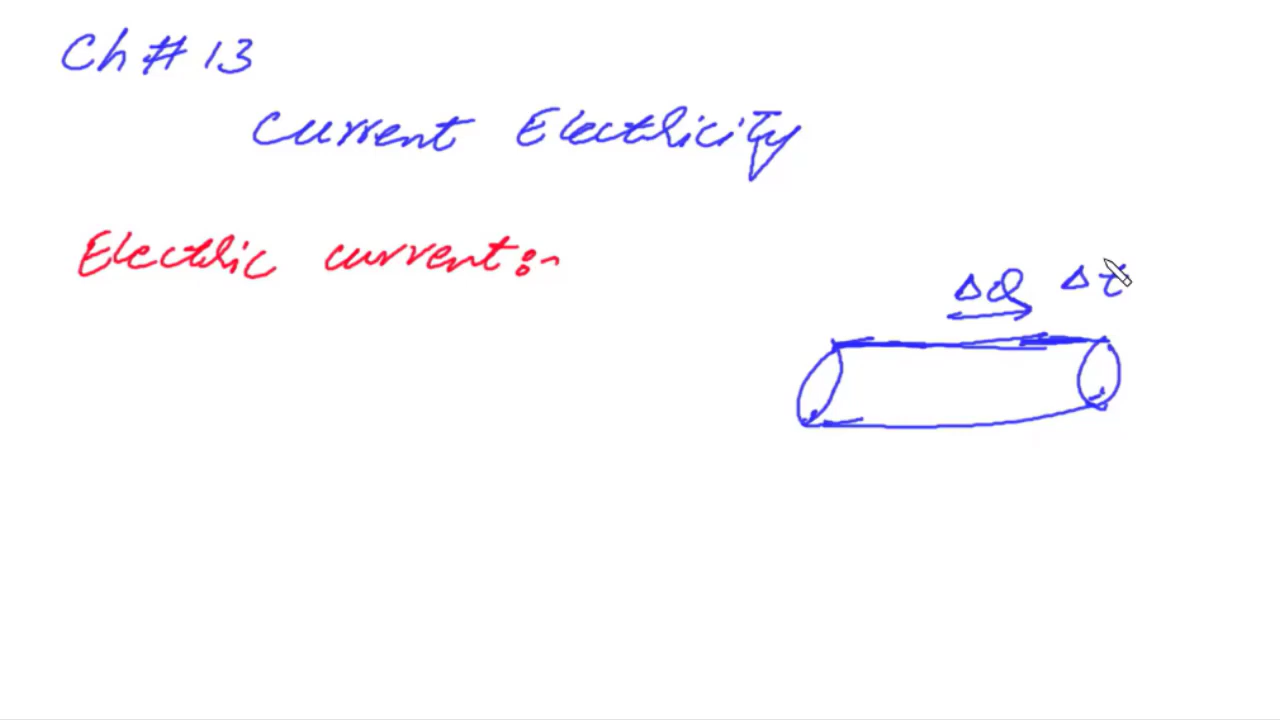 Ch # 13
Current Electricity
Electric current:-
ΔQ Δt